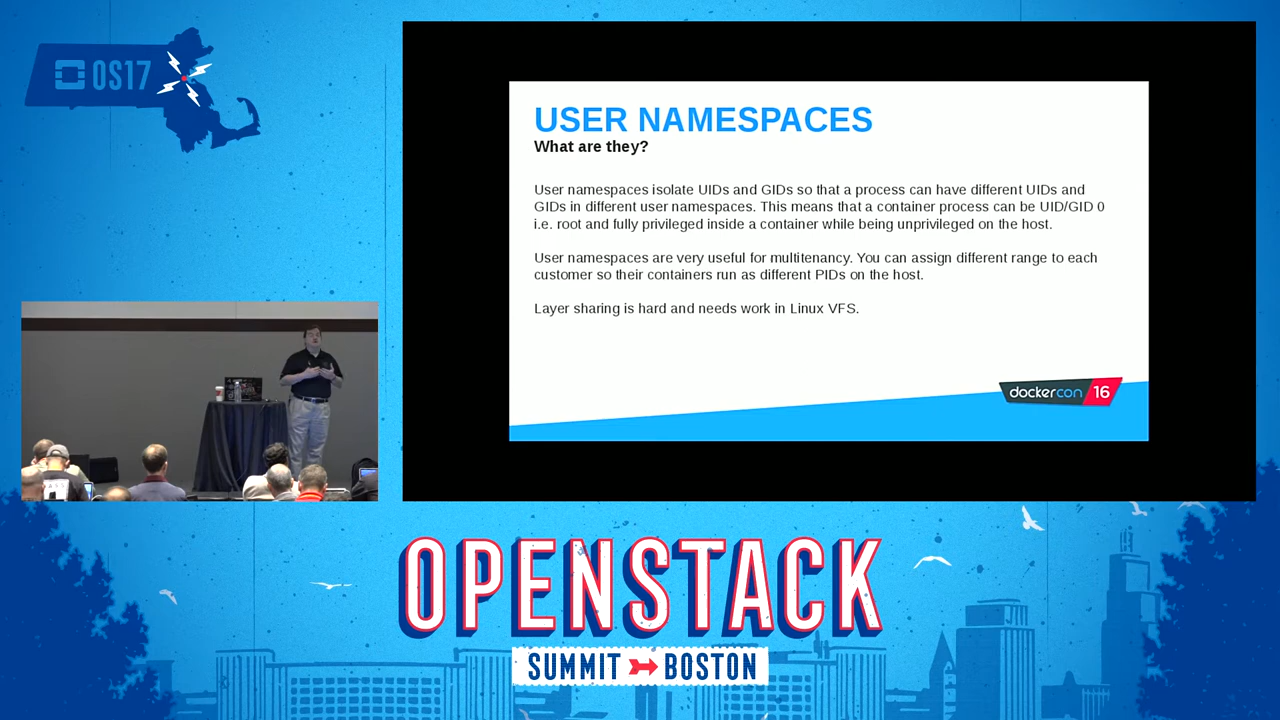 OS17
USER NAMESPACES
What are they?
User namespaces isolate UIDs and GIDs so that a process can have different UIDs and
GIDs in different user namespaces. This means that a container process can be UID/GID 0
i.e. root and fully privileged inside a container while being unprivileged on the host.
User namespaces are very useful for multitenancy. You can assign different range to each
customer so their containers run as different PIDs on the host.
Layer sharing is hard and needs work in Linux VFS.
dockercon 16
OPENSTACK
SUMMIT BOSTON